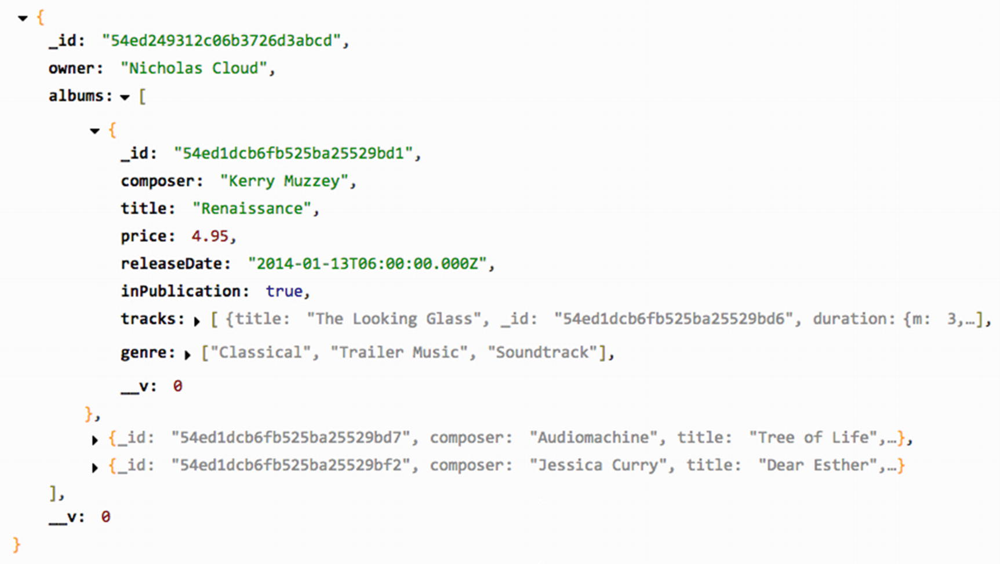 {
_id: "54ed249312c06b3726d3abcd",
owner: "Nicholas Cloud",
albums: [
{
_id: "54ed1dcb6fb525ba25529bd1",
composer: "Kerry Muzzey",
title: "Renaissance",
price: 4.95,
releaseDate: "2014-01-13T06:00:00.000Z",
inPublication: true,
tracks: [ {title: "The Looking Glass", _id: "54ed1dcb6fb525ba25529bd6", duration: {m: 3,…],
genre: ["Classical", "Trailer Music", "Soundtrack"],
__v: 0
},
{_id: "54ed1dcb6fb525ba25529bd7", composer: "Audiomachine", title: "Tree of Life",…},
{_id: "54ed1dcb6fb525ba25529bf2", composer: "Jessica Curry", title: "Dear Esther",…}
],
__v: 0
}